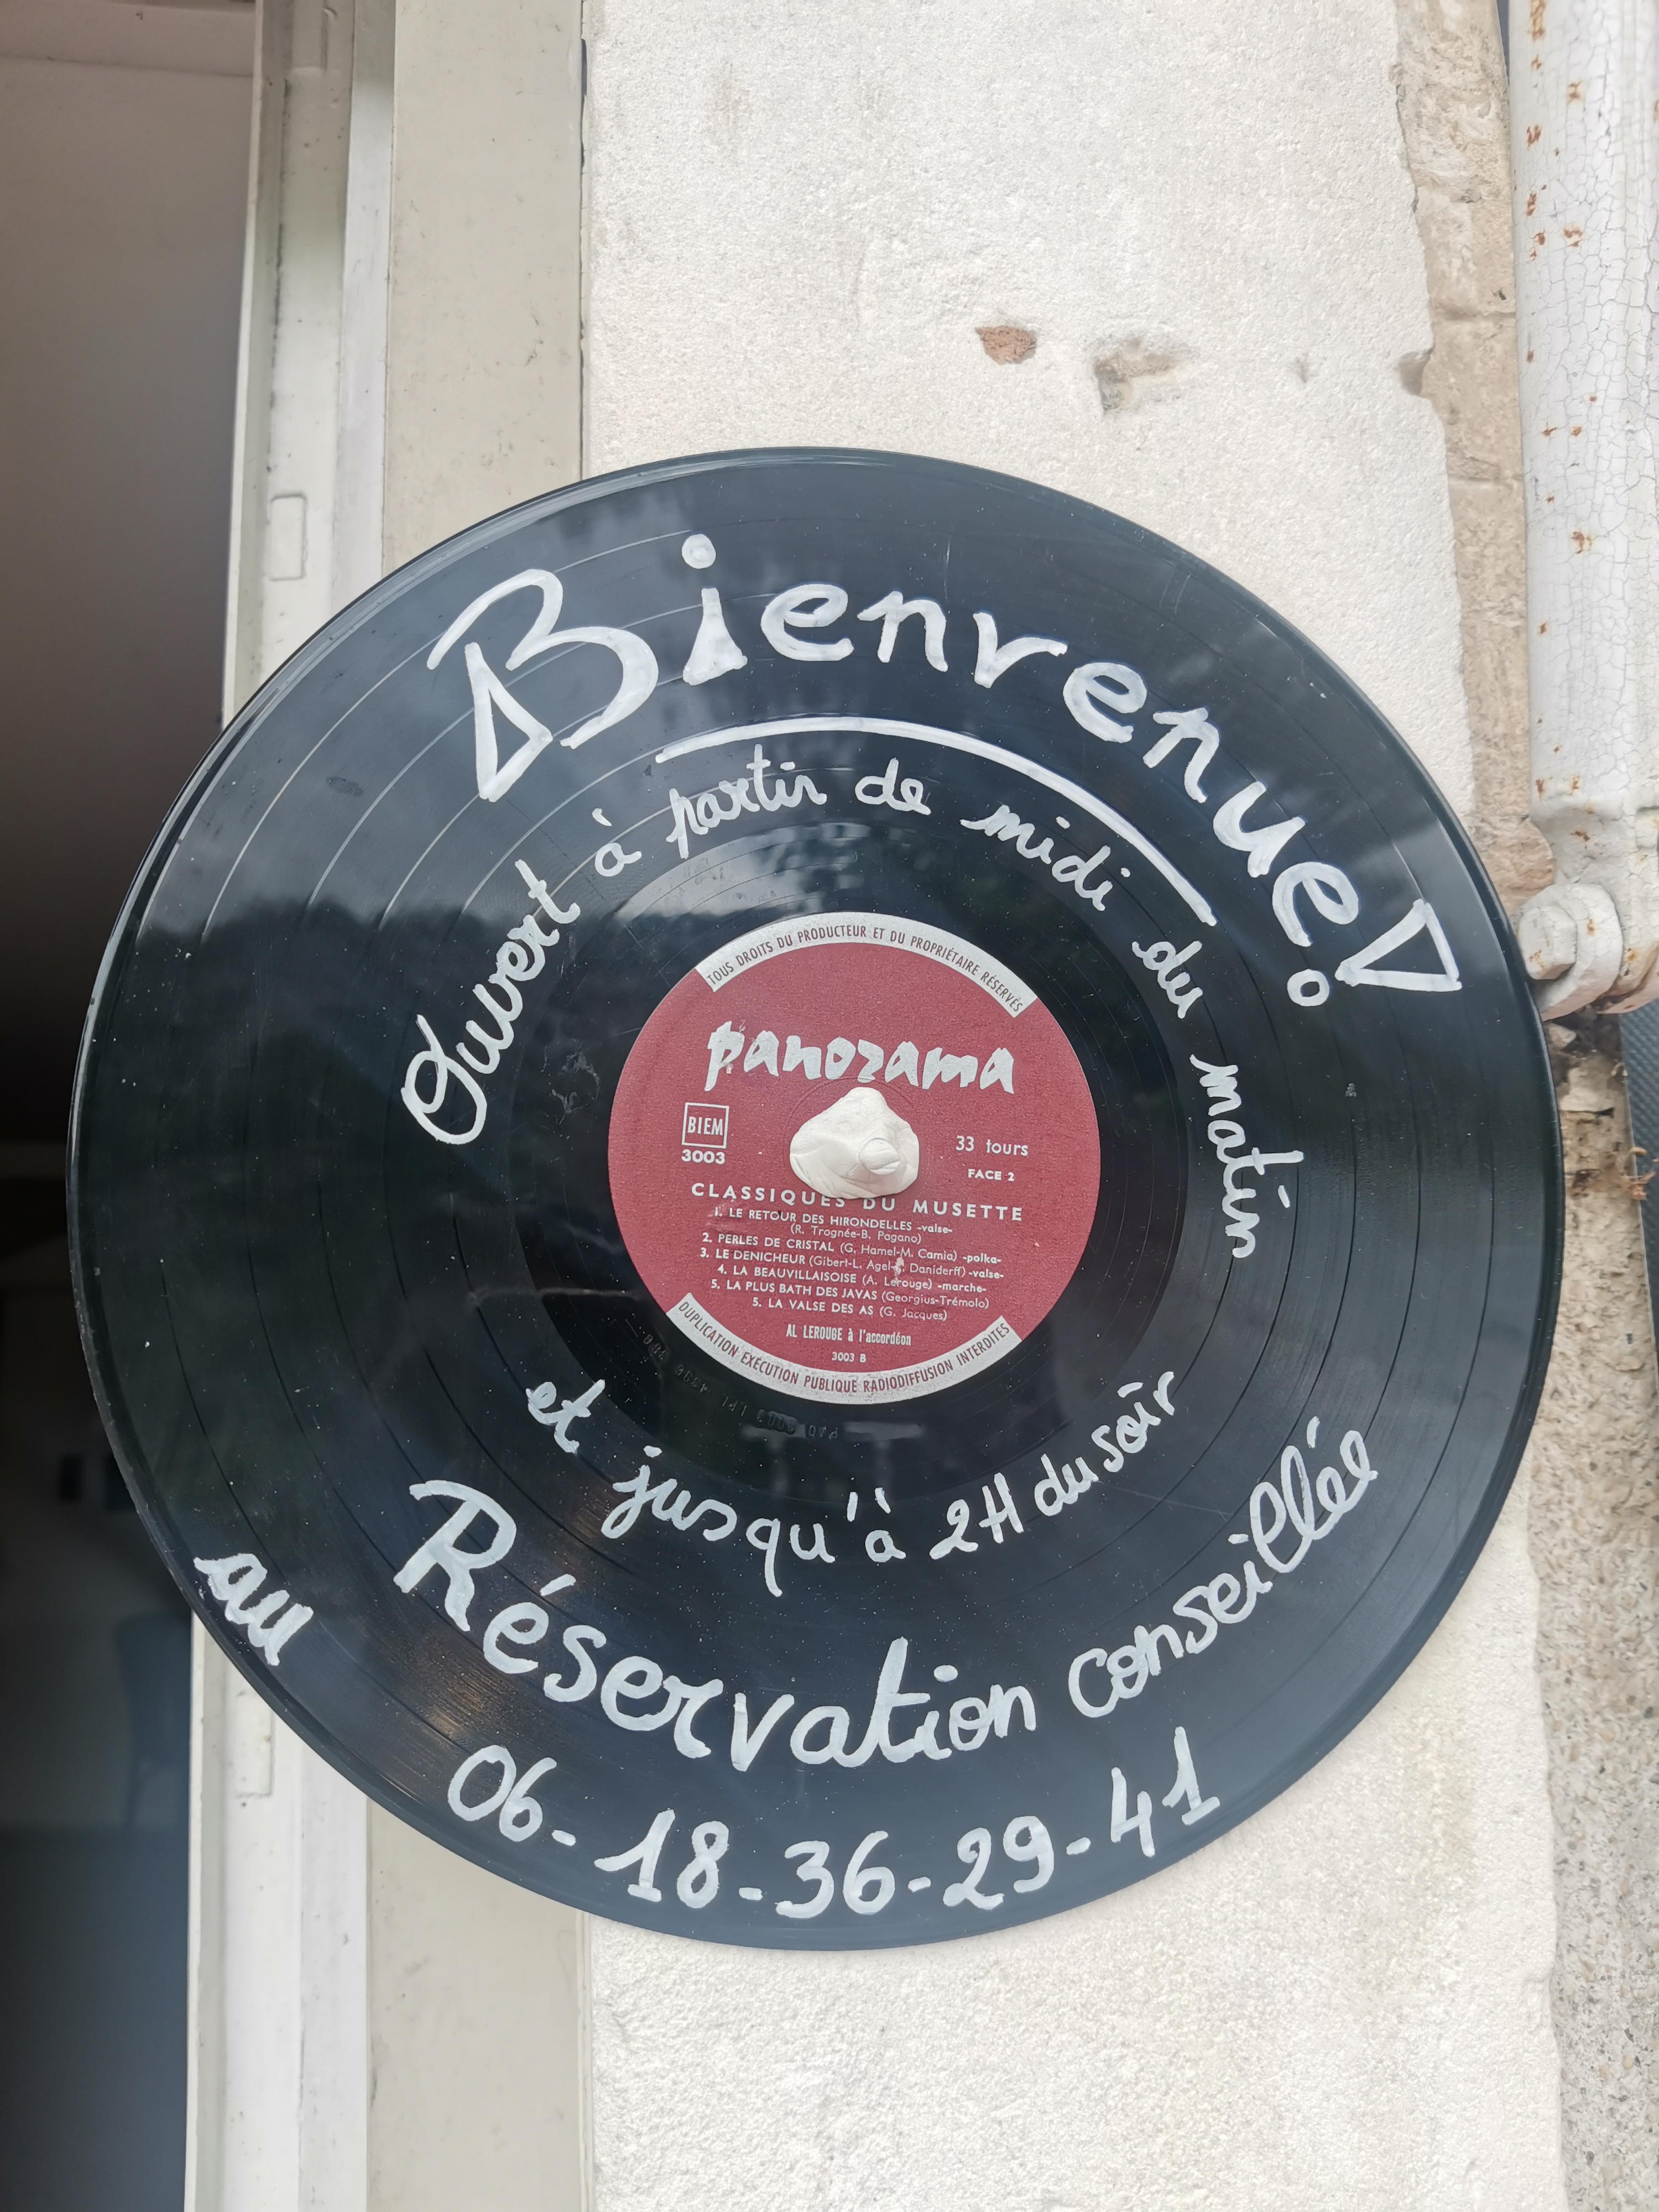 Bienvenue!
Ouvert à partir de midi du matin
TOUS DROITS DU PRODUCTEUR ET DU PROPRIÉTAIRE RÉSERVÉS
panorama
BIEM
3003
33 tours
FACE 2
CLASSIQUES DU MUSETTE
1. LE RETOUR DES HIRONDELLES -valse-
(R. Trognée-B. Pagano)
2. PERLES DE CRISTAL (G. Hamel-M. Camia) -polka-
3. LE DENICHEUR (Gibert-L. Agel- Daniderff) -valse-
4. LA BEAUVILLAISOISE (A. Lerouge) -marche-
5. LA PLUS BATH DES JAVAS (Georgius-Trémolo)
5. LA VALSE DES AS (G. Jacques)
AL LEROUGE à l'accordéon
3003 B
DUPLICATION EXÉCUTION PUBLIQUE RADIODIFFUSION INTERDITES
et jusqu'à 2H du soir
Réservation conseillée
au
06-18-36-29-41